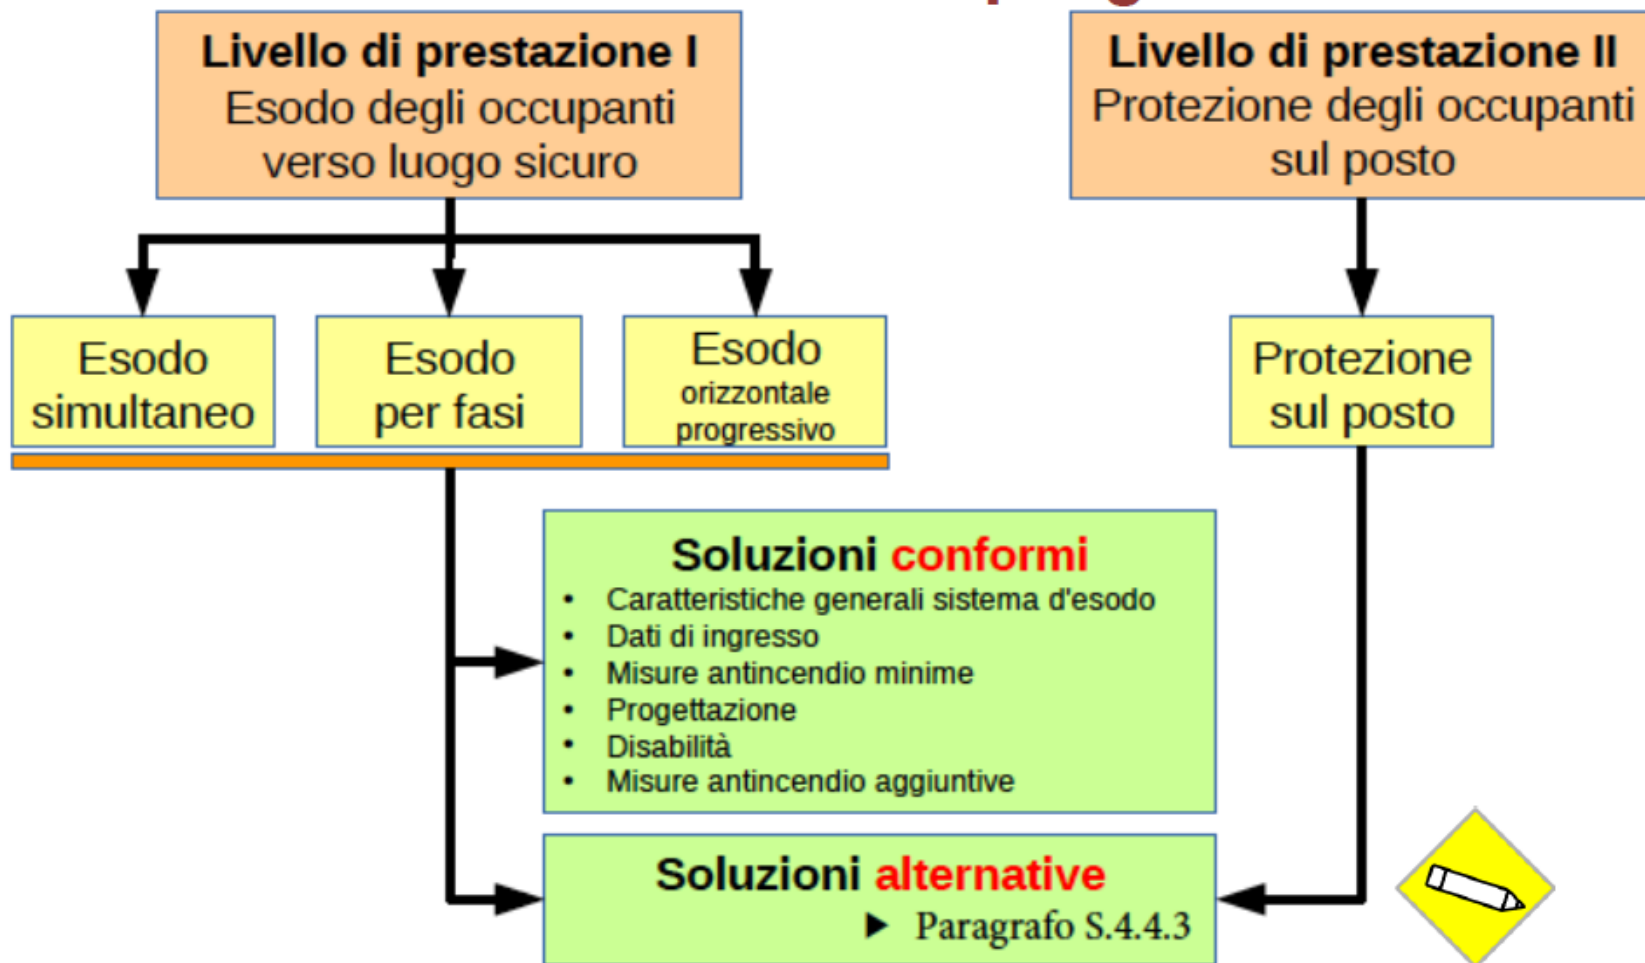 Livello di prestazione I
Esodo degli occupanti
verso luogo sicuro
Livello di prestazione II
Protezione degli occupanti
sul posto
Esodo
simultaneo
Esodo
per fasi
Esodo
orizzontale
progressivo
Protezione
sul posto
Soluzioni conformi
• Caratteristiche generali sistema d'esodo
• Dati di ingresso
• Misure antincendio minime
• Progettazione
• Disabilità
• Misure antincendio aggiuntive
Soluzioni alternative
▶ Paragrafo S.4.4.3